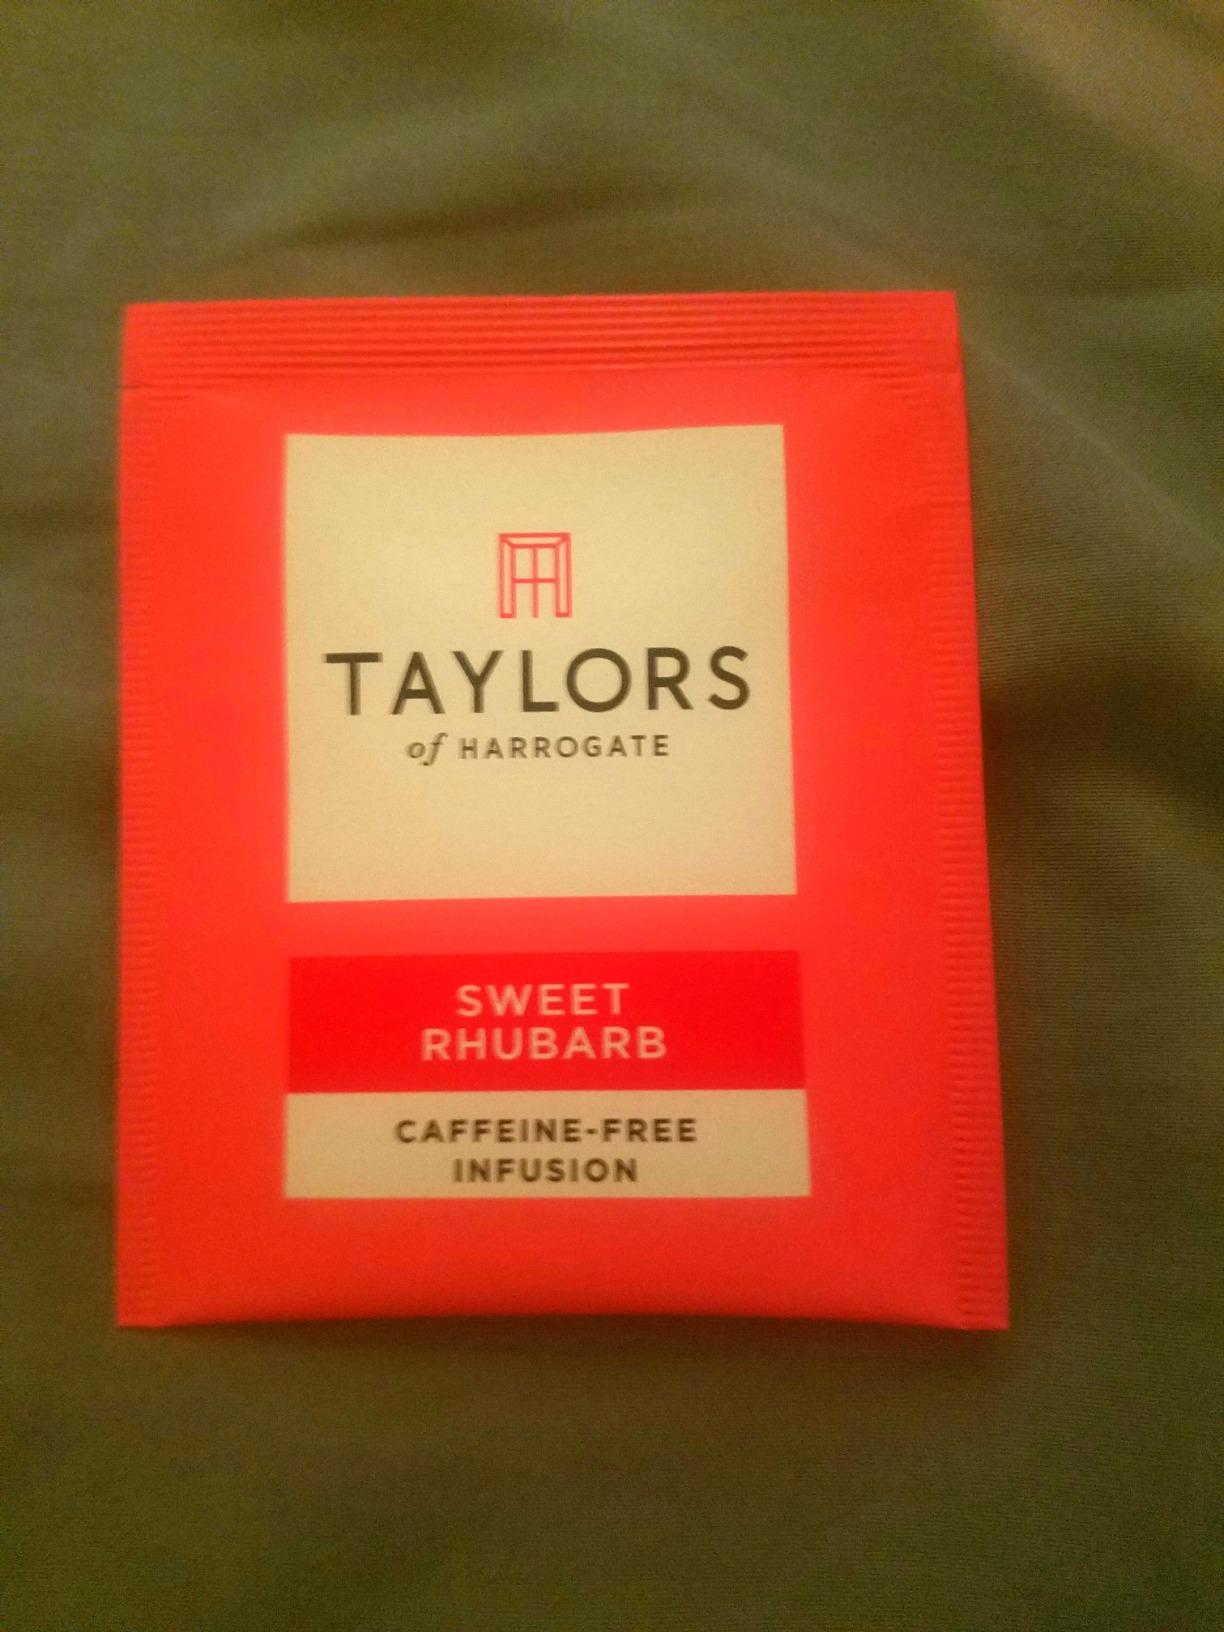 TAYLORS
of HARROGATE
SWEET
RHUBARB
CAFFEINE-FREE
INFUSION